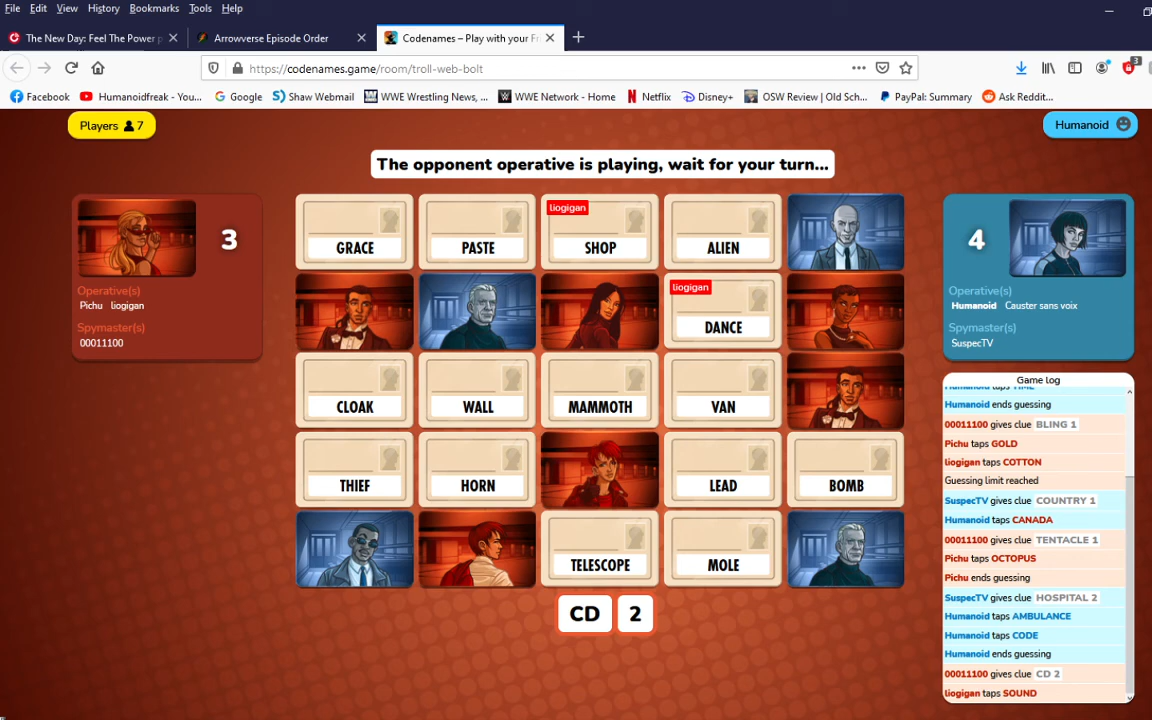 File Edit View History Bookmarks Tools Help
The New Day: Feel The Power p
Arrowverse Episode Order
Codenames – Play with your Fr
https://codenames.game/room/troll-web-bolt
3
Facebook Humanoidfreak - You... Google Shaw Webmail WWE Wrestling News, ... WWE Network - Home Netflix Disney+ OSW Review | Old Sch... PayPal: Summary Ask Reddit...
Players 7
Humanoid
The opponent operative is playing, wait for your turn...
3
Operative(s)
Pichu liogigan
Spymaster(s)
00011100
GRACE
PASTE
liogigan
SHOP
ALIEN
liogigan
DANCE
CLOAK
WALL
MAMMOTH
VAN
THIEF
HORN
LEAD
BOMB
TELESCOPE
MOLE
CD 2
4
Operative(s)
Humanoid Causter sans voix
Spymaster(s)
SuspecTV
Game log
Humanoid taps TIME
Humanoid ends guessing
00011100 gives clue BLING 1
Pichu taps GOLD
liogigan taps COTTON
Guessing limit reached
SuspecTV gives clue COUNTRY 1
Humanoid taps CANADA
00011100 gives clue TENTACLE 1
Pichu taps OCTOPUS
Pichu ends guessing
SuspecTV gives clue HOSPITAL 2
Humanoid taps AMBULANCE
Humanoid taps CODE
Humanoid ends guessing
00011100 gives clue CD 2
liogigan taps SOUND